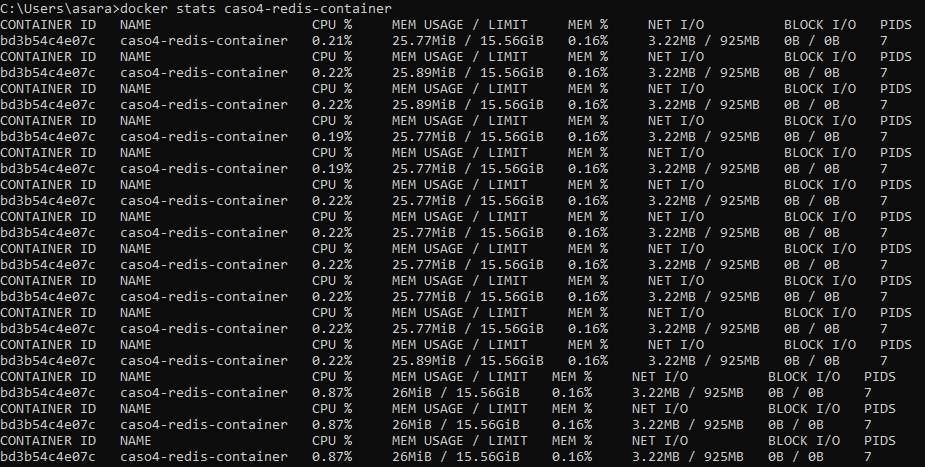 C:\Users\asara>docker stats caso4-redis-container
CONTAINER ID   NAME                    CPU %     MEM USAGE / LIMIT     MEM %     NET I/O          BLOCK I/O   PIDS
bd3b54c4e07c   caso4-redis-container   0.21%     25.77MiB / 15.56GiB   0.16%     3.22MB / 925MB   0B / 0B     7
CONTAINER ID   NAME                    CPU %     MEM USAGE / LIMIT     MEM %     NET I/O          BLOCK I/O   PIDS
bd3b54c4e07c   caso4-redis-container   0.22%     25.89MiB / 15.56GiB   0.16%     3.22MB / 925MB   0B / 0B     7
CONTAINER ID   NAME                    CPU %     MEM USAGE / LIMIT     MEM %     NET I/O          BLOCK I/O   PIDS
bd3b54c4e07c   caso4-redis-container   0.22%     25.89MiB / 15.56GiB   0.16%     3.22MB / 925MB   0B / 0B     7
CONTAINER ID   NAME                    CPU %     MEM USAGE / LIMIT     MEM %     NET I/O          BLOCK I/O   PIDS
bd3b54c4e07c   caso4-redis-container   0.19%     25.77MiB / 15.56GiB   0.16%     3.22MB / 925MB   0B / 0B     7
CONTAINER ID   NAME                    CPU %     MEM USAGE / LIMIT     MEM %     NET I/O          BLOCK I/O   PIDS
bd3b54c4e07c   caso4-redis-container   0.19%     25.77MiB / 15.56GiB   0.16%     3.22MB / 925MB   0B / 0B     7
CONTAINER ID   NAME                    CPU %     MEM USAGE / LIMIT     MEM %     NET I/O          BLOCK I/O   PIDS
bd3b54c4e07c   caso4-redis-container   0.22%     25.77MiB / 15.56GiB   0.16%     3.22MB / 925MB   0B / 0B     7
CONTAINER ID   NAME                    CPU %     MEM USAGE / LIMIT     MEM %     NET I/O          BLOCK I/O   PIDS
bd3b54c4e07c   caso4-redis-container   0.22%     25.77MiB / 15.56GiB   0.16%     3.22MB / 925MB   0B / 0B     7
CONTAINER ID   NAME                    CPU %     MEM USAGE / LIMIT     MEM %     NET I/O          BLOCK I/O   PIDS
bd3b54c4e07c   caso4-redis-container   0.22%     25.77MiB / 15.56GiB   0.16%     3.22MB / 925MB   0B / 0B     7
CONTAINER ID   NAME                    CPU %     MEM USAGE / LIMIT     MEM %     NET I/O          BLOCK I/O   PIDS
bd3b54c4e07c   caso4-redis-container   0.22%     25.77MiB / 15.56GiB   0.16%     3.22MB / 925MB   0B / 0B     7
CONTAINER ID   NAME                    CPU %     MEM USAGE / LIMIT     MEM %     NET I/O          BLOCK I/O   PIDS
bd3b54c4e07c   caso4-redis-container   0.22%     25.77MiB / 15.56GiB   0.16%     3.22MB / 925MB   0B / 0B     7
CONTAINER ID   NAME                    CPU %     MEM USAGE / LIMIT     MEM %     NET I/O          BLOCK I/O   PIDS
bd3b54c4e07c   caso4-redis-container   0.22%     25.89MiB / 15.56GiB   0.16%     3.22MB / 925MB   0B / 0B     7
CONTAINER ID   NAME                    CPU %     MEM USAGE / LIMIT   MEM %     NET I/O          BLOCK I/O   PIDS
bd3b54c4e07c   caso4-redis-container   0.87%     26MiB / 15.56GiB    0.16%     3.22MB / 925MB   0B / 0B     7
CONTAINER ID   NAME                    CPU %     MEM USAGE / LIMIT   MEM %     NET I/O          BLOCK I/O   PIDS
bd3b54c4e07c   caso4-redis-container   0.87%     26MiB / 15.56GiB    0.16%     3.22MB / 925MB   0B / 0B     7
CONTAINER ID   NAME                    CPU %     MEM USAGE / LIMIT   MEM %     NET I/O          BLOCK I/O   PIDS
bd3b54c4e07c   caso4-redis-container   0.87%     26MiB / 15.56GiB    0.16%     3.22MB / 925MB   0B / 0B     7